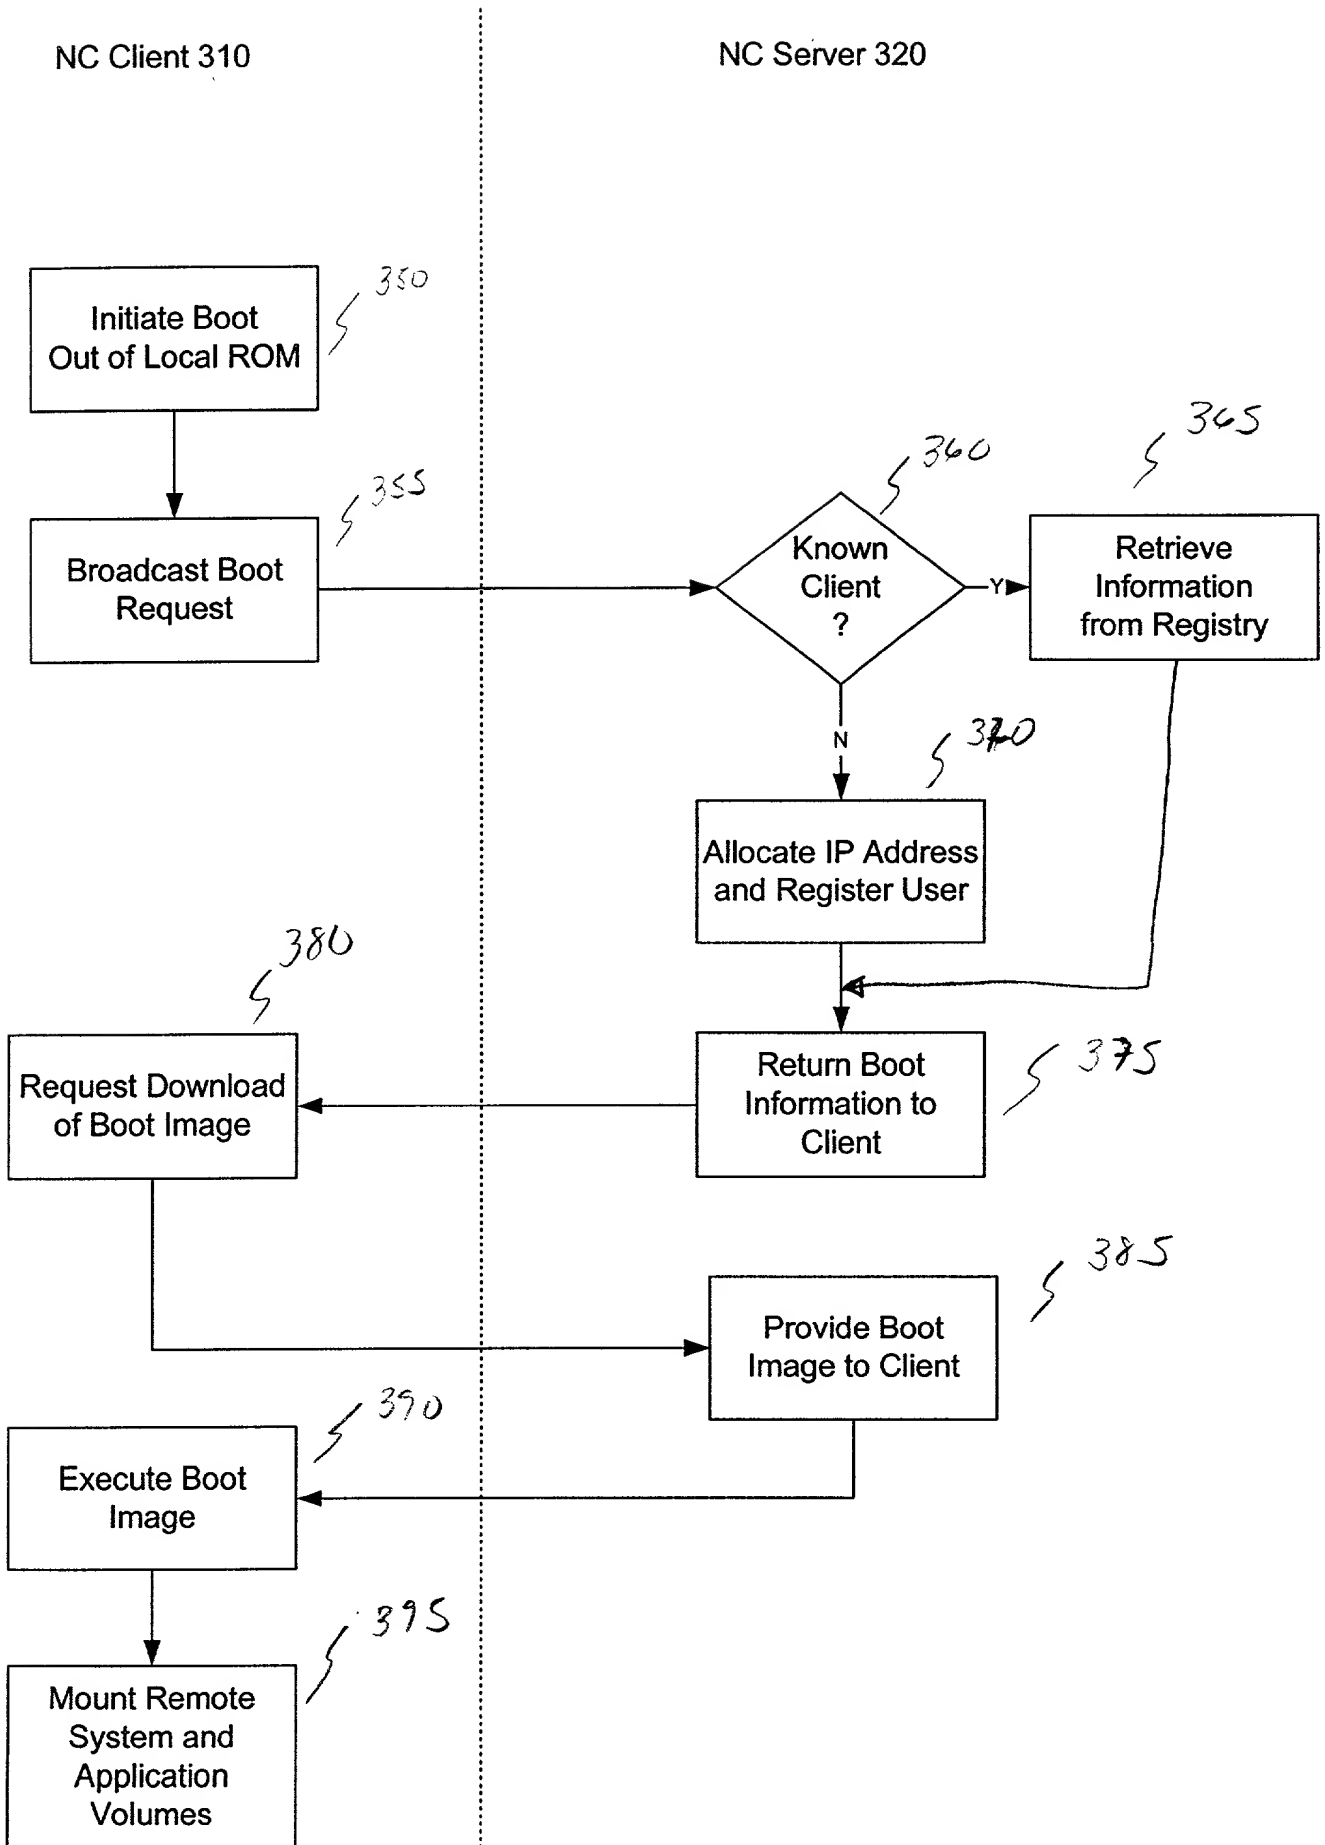 NC Client 310
NC Server 320
350
Initiate Boot
Out of Local ROM
355
Broadcast Boot
Request
360
Known
Client
?
Y
365
Retrieve
Information
from Registry
N
370
Allocate IP Address
and Register User
380
Request Download
of Boot Image
375
Return Boot
Information to
Client
385
Provide Boot
Image to Client
390
Execute Boot
Image
395
Mount Remote
System and
Application
Volumes